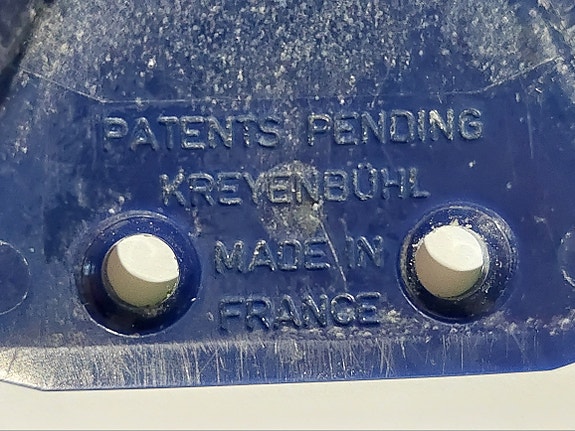 PATENTS PENDING
KREYENBÜHL
MADE IN
FRANCE